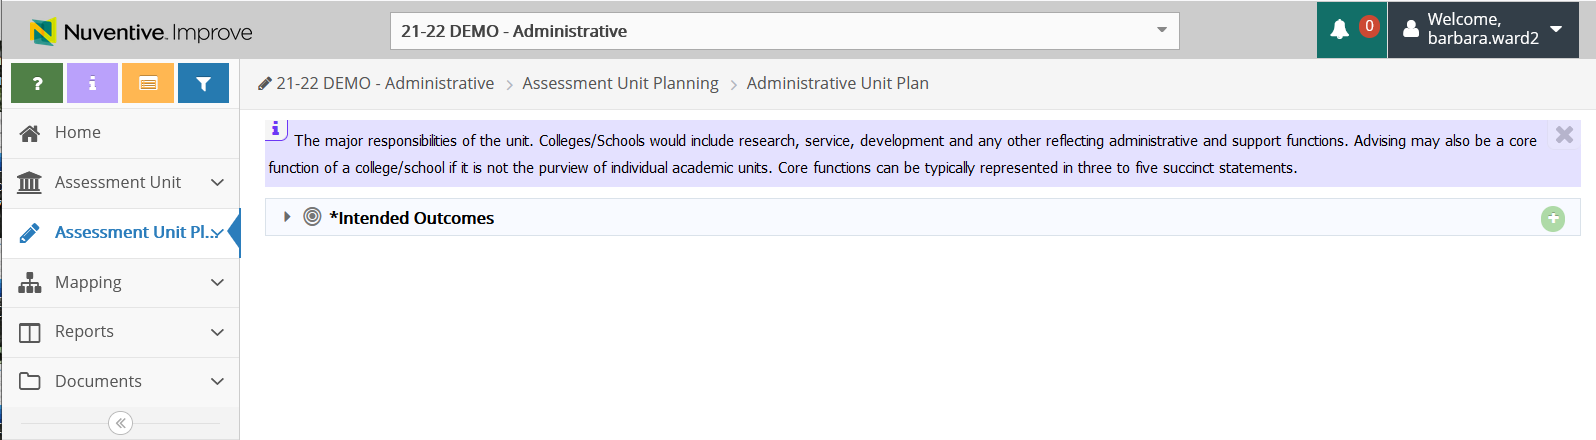 Nuventive Improve
21-22 DEMO - Administrative
0
Welcome,
barbara.ward2
? i
21-22 DEMO - Administrative > Assessment Unit Planning > Administrative Unit Plan
Home
Assessment Unit
Assessment Unit Pl...
Mapping
Reports
Documents
i
The major responsibilities of the unit. Colleges/Schools would include research, service, development and any other reflecting administrative and support functions. Advising may also be a core
function of a college/school if it is not the purview of individual academic units. Core functions can be typically represented in three to five succinct statements.
*Intended Outcomes